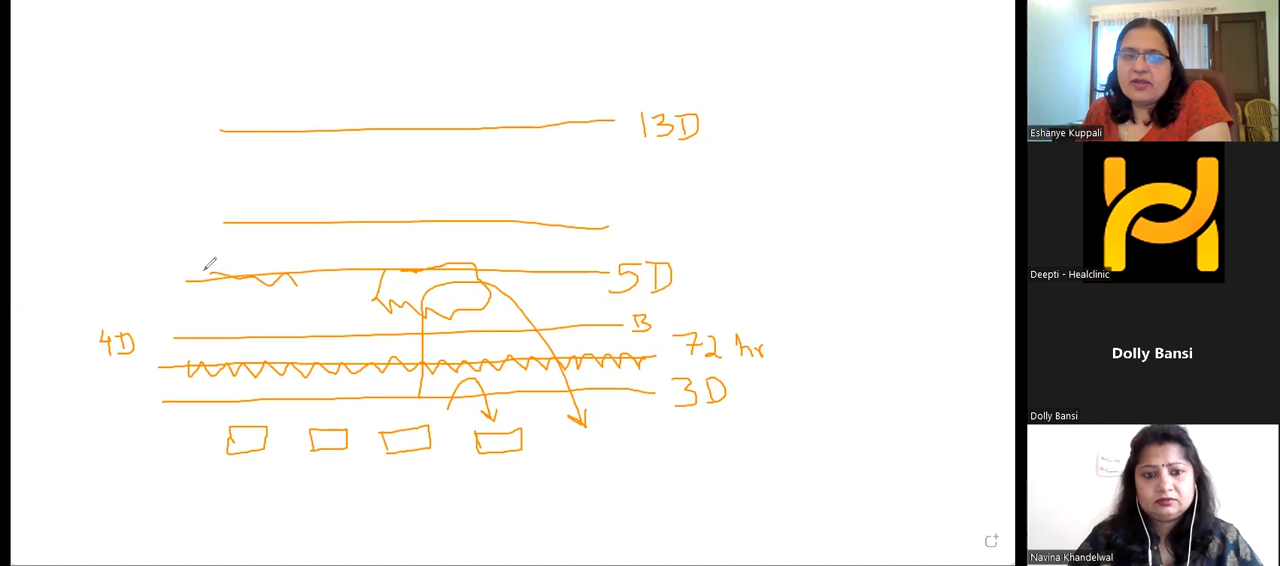 13D
5D
B
4D
72 hr
3D
Eshanye Kuppali
Deepti - Healclinic
Dolly Bansi
Dolly Bansi
Navina Khandelwal